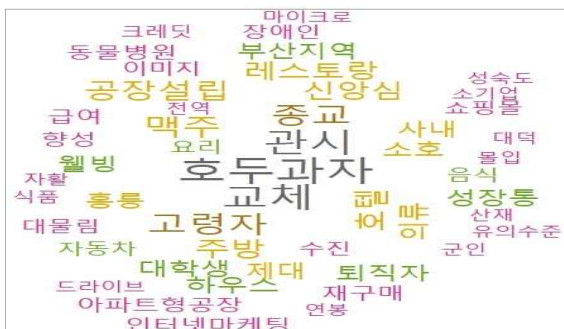 마이크로
크레딧 장애인
동물병원 부산지역
이미지 레스토랑 성숙도
공장설립 신앙심 소기업
급여 전역 종교 쇼핑몰
맥주 사내
향성 요리 관시 소호 대덕
웰빙 호두과자 몰입
자활 음식
식품 홍릉 교체 호텔 의류 성장통
대물림 고령자 산재
유의수준
자동차 주방 수진 군인
대학생 제대 퇴직자
드라이브 하우스 재구매
아파트형공장 연봉
인터넷마케팅